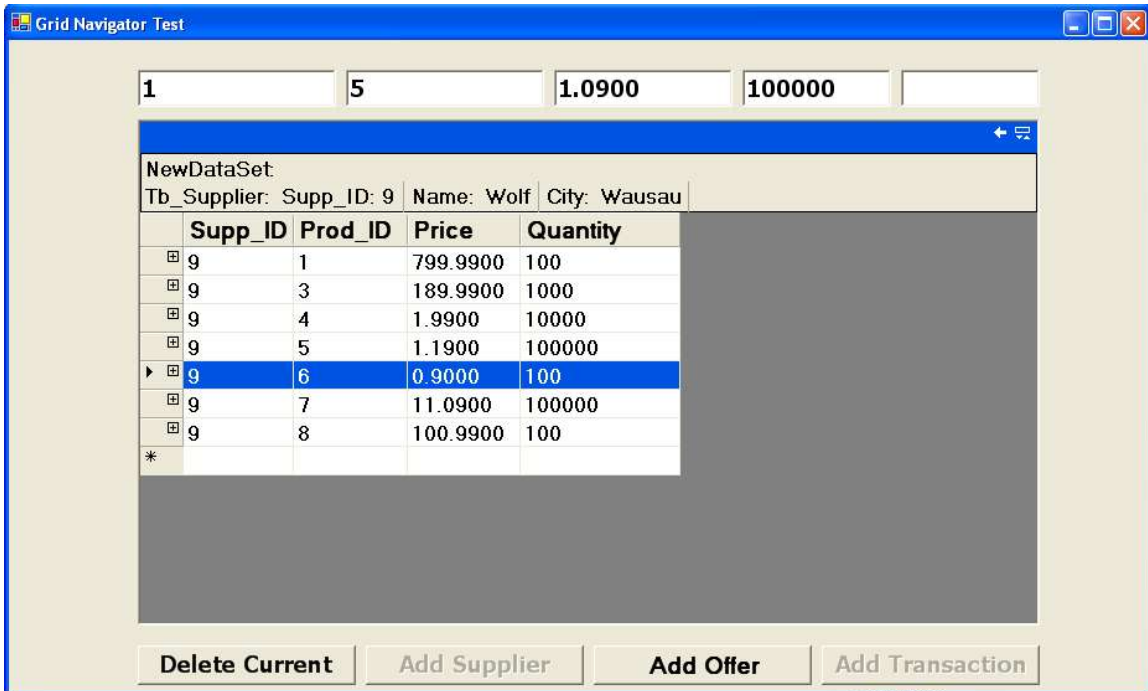 Grid Navigator Test
1 5 1.0900 100000
NewDataSet:
Tb_Supplier: Supp_ID: 9 Name: Wolf City: Wausau
Supp_ID Prod_ID Price Quantity
9 1 799.9900 100
9 3 189.9900 1000
9 4 1.9900 10000
9 5 1.1900 100000
9 6 0.9000 100
9 7 11.0900 100000
9 8 100.9900 100
*
Delete Current Add Supplier Add Offer Add Transaction